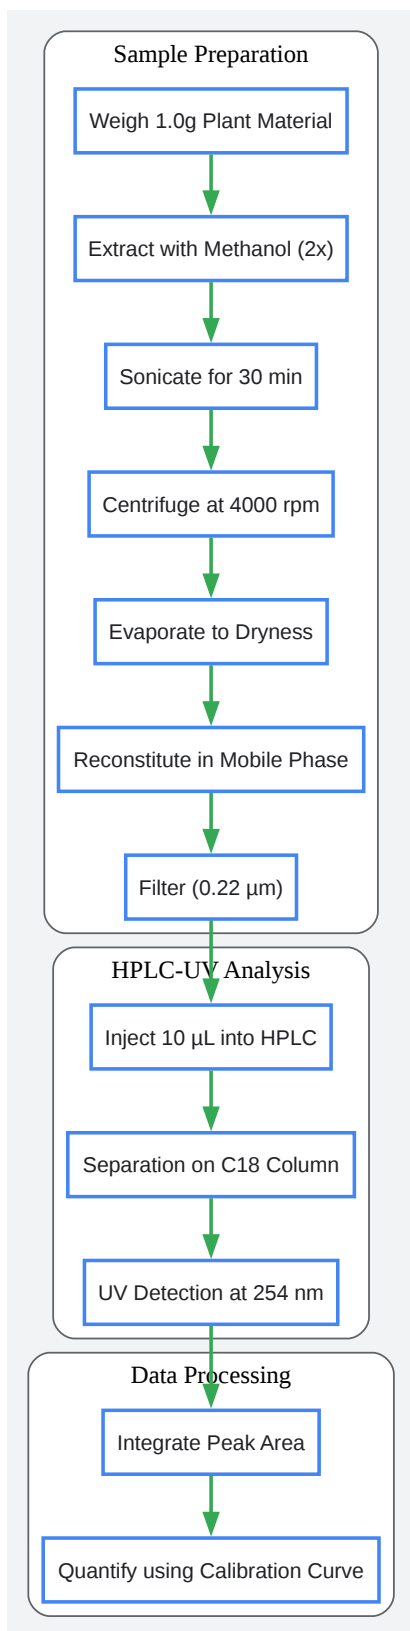 Sample Preparation
Weigh 1.0g Plant Material
Extract with Methanol (2x)
Sonicate for 30 min
Centrifuge at 4000 rpm
Evaporate to Dryness
Reconstitute in Mobile Phase
Filter (0.22 µm)
HPLC-UV Analysis
Inject 10 µL into HPLC
Separation on C18 Column
UV Detection at 254 nm
Data Processing
Integrate Peak Area
Quantify using Calibration Curve